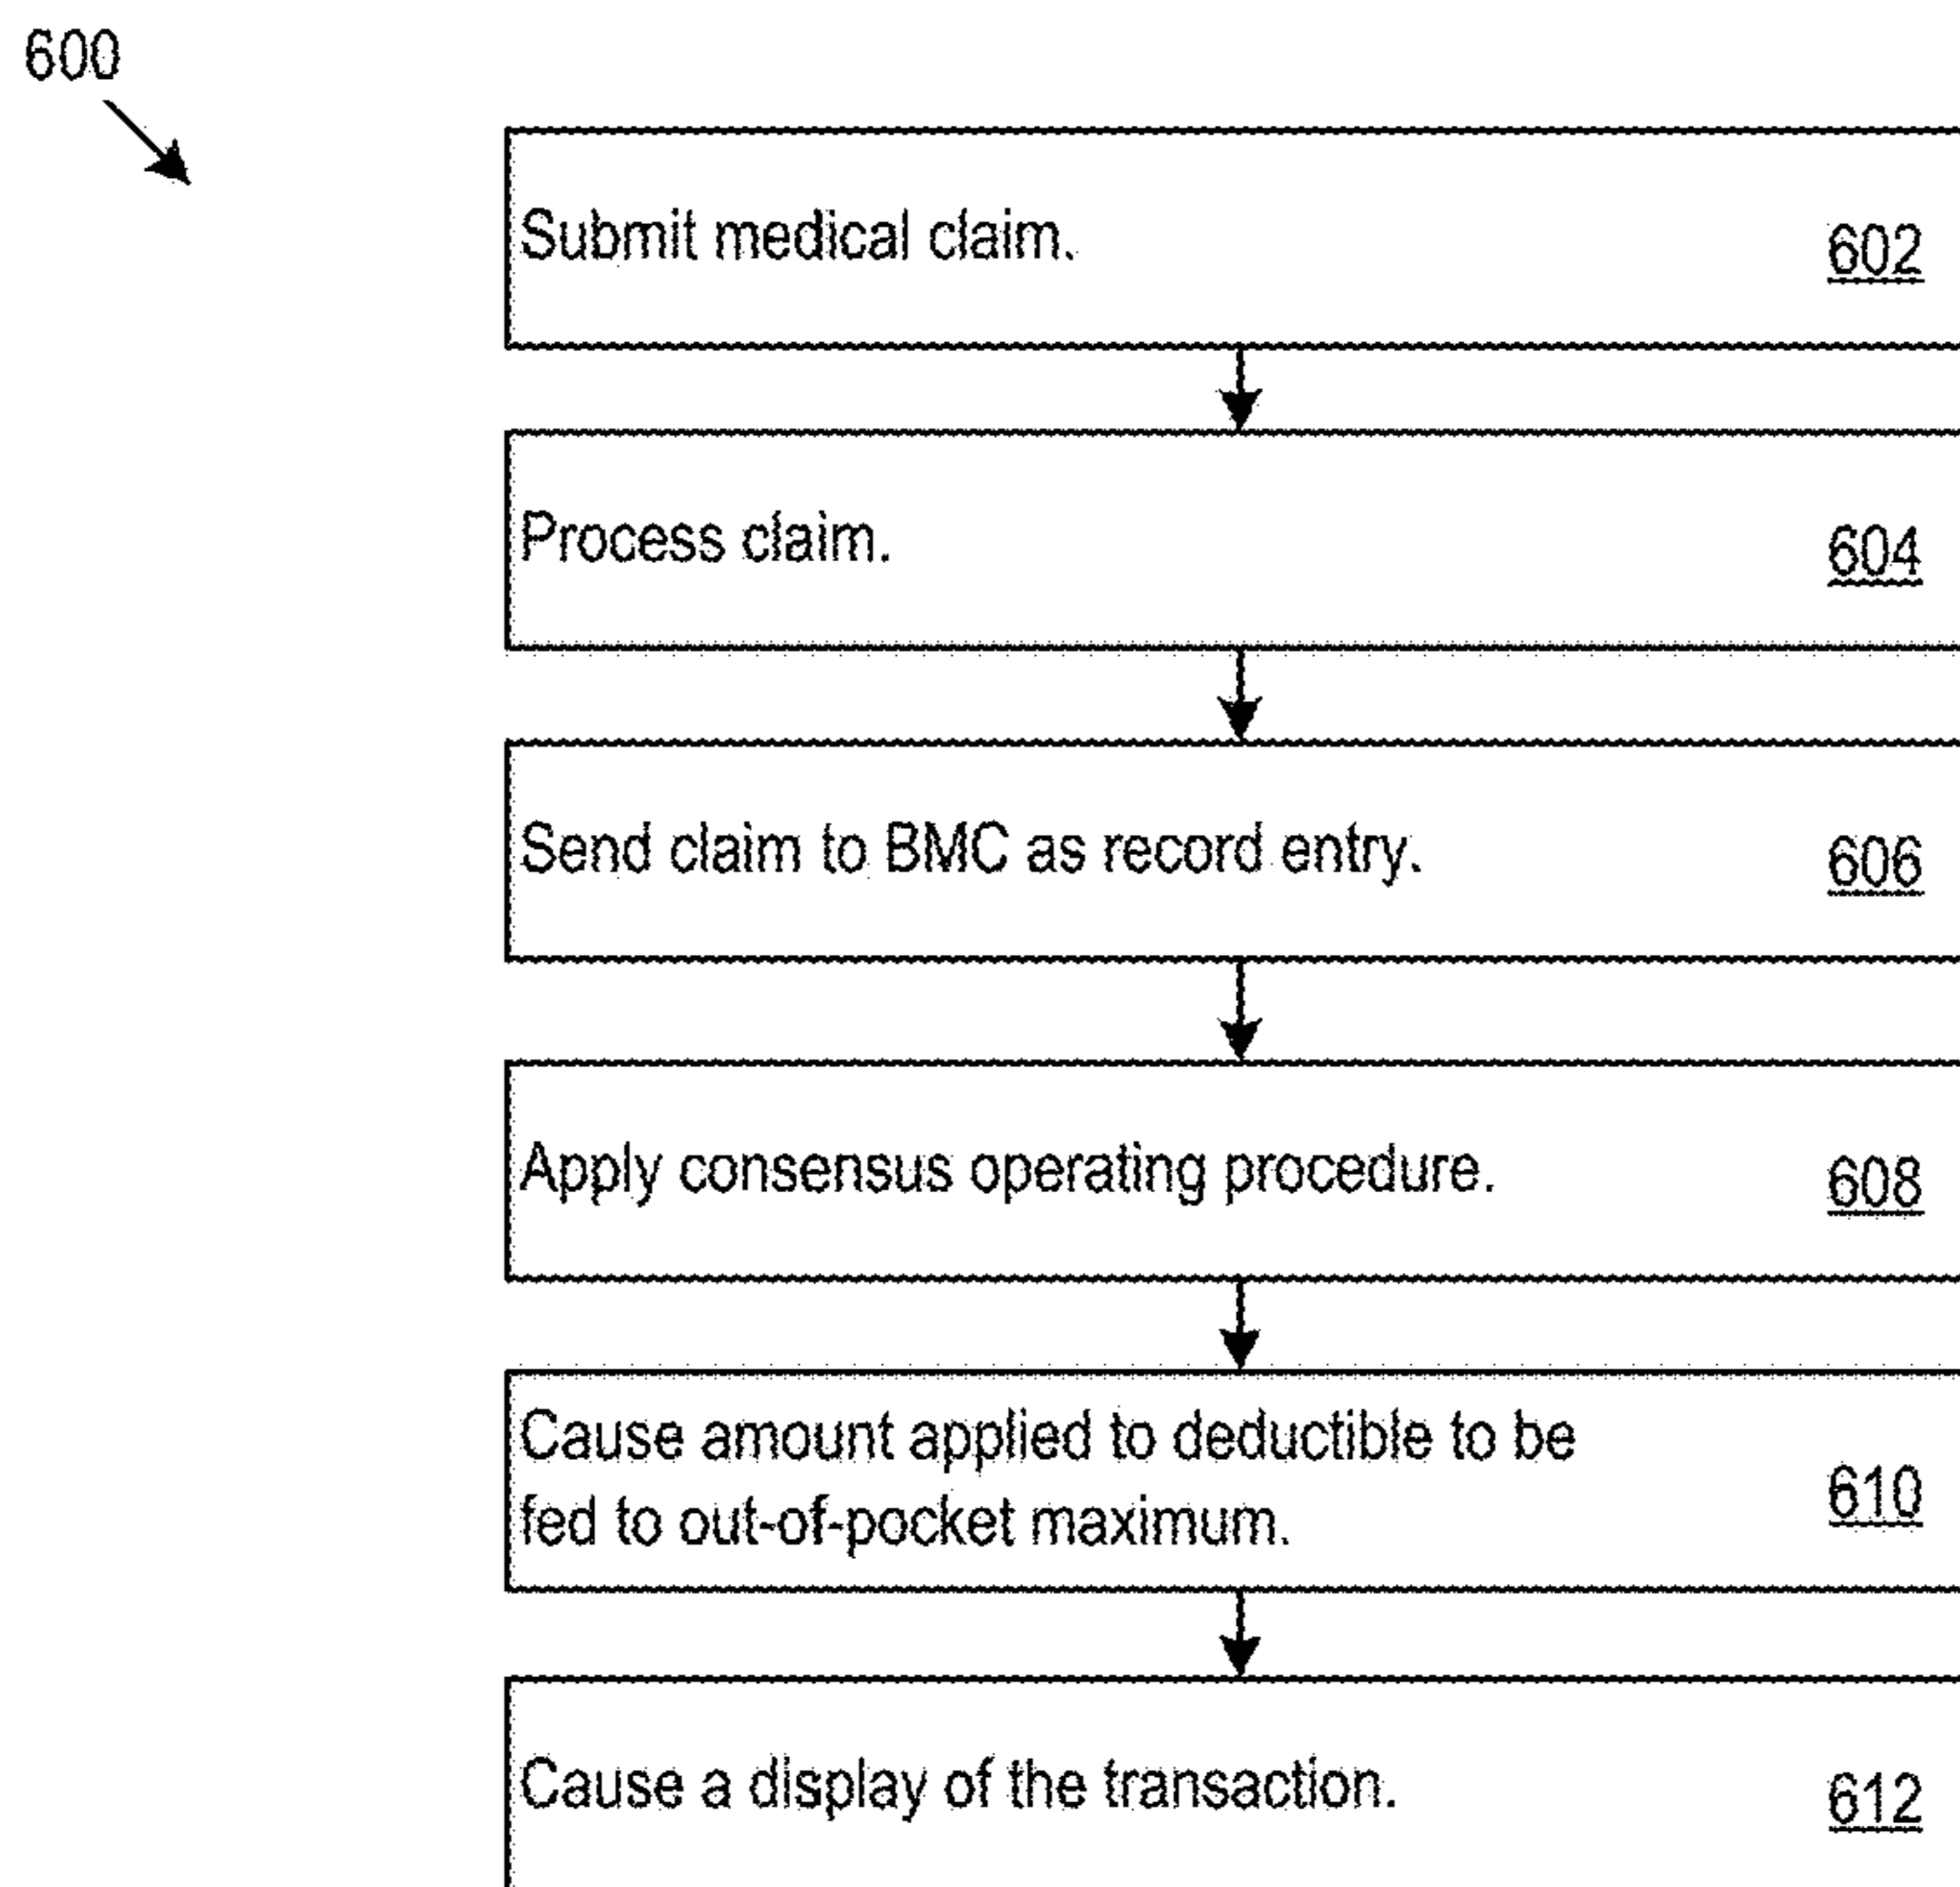 600
Submit medical claim.
602
Process claim.
604
Send claim to BMC as record entry.
606
Apply consensus operating procedure.
608
Cause amount applied to deductible to be
fed to out-of-pocket maximum.
610
Cause a display of the transaction.
612